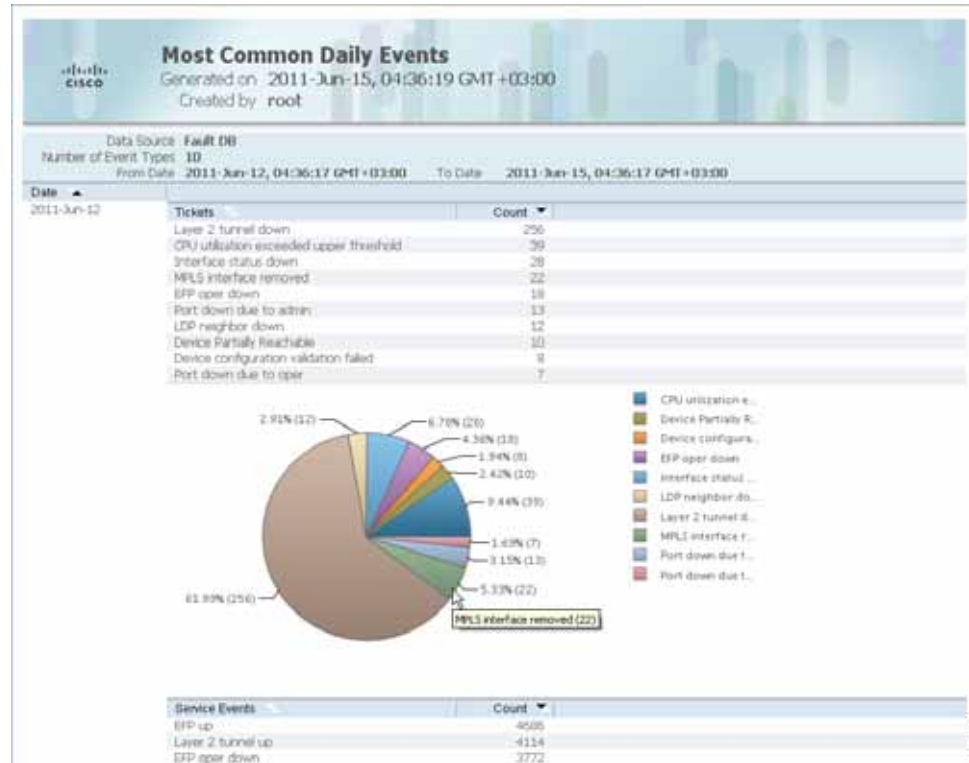 CISCO
Most Common Daily Events
Generated on 2011-Jun-15, 04:36:19 GMT +03:00
Created by root
Data Source Fault DB
Number of Event Types 10
From Date 2011-Jun-12, 04:36:17 GMT+03:00 To Date 2011-Jun-15, 04:36:17 GMT+03:00
Date
2011-Jun-12
Tickets Count
Layer 2 tunnel down 256
CPU utilization exceeded upper threshold 39
Interface status down 28
MPLS interface removed 22
EFP oper down 18
Port down due to admin 13
LDP neighbor down 12
Device Partially Reachable 10
Device configuration validation failed 8
Port down due to oper 7
2.91% (12)
6.78% (28)
4.36% (18)
1.94% (8)
2.42% (10)
9.44% (39)
1.69% (7)
3.15% (13)
5.33% (22)
61.99% (256)
MPLS interface removed (22)
CPU utilization e...
Device Partially R...
Device configura...
EFP oper down
Interface status ...
LDP neighbor do...
Layer 2 tunnel d...
MPLS interface r...
Port down due t...
Port down due t...
Service Events Count
EFP up
Layer 2 tunnel up 4114
EFP oper down 3772